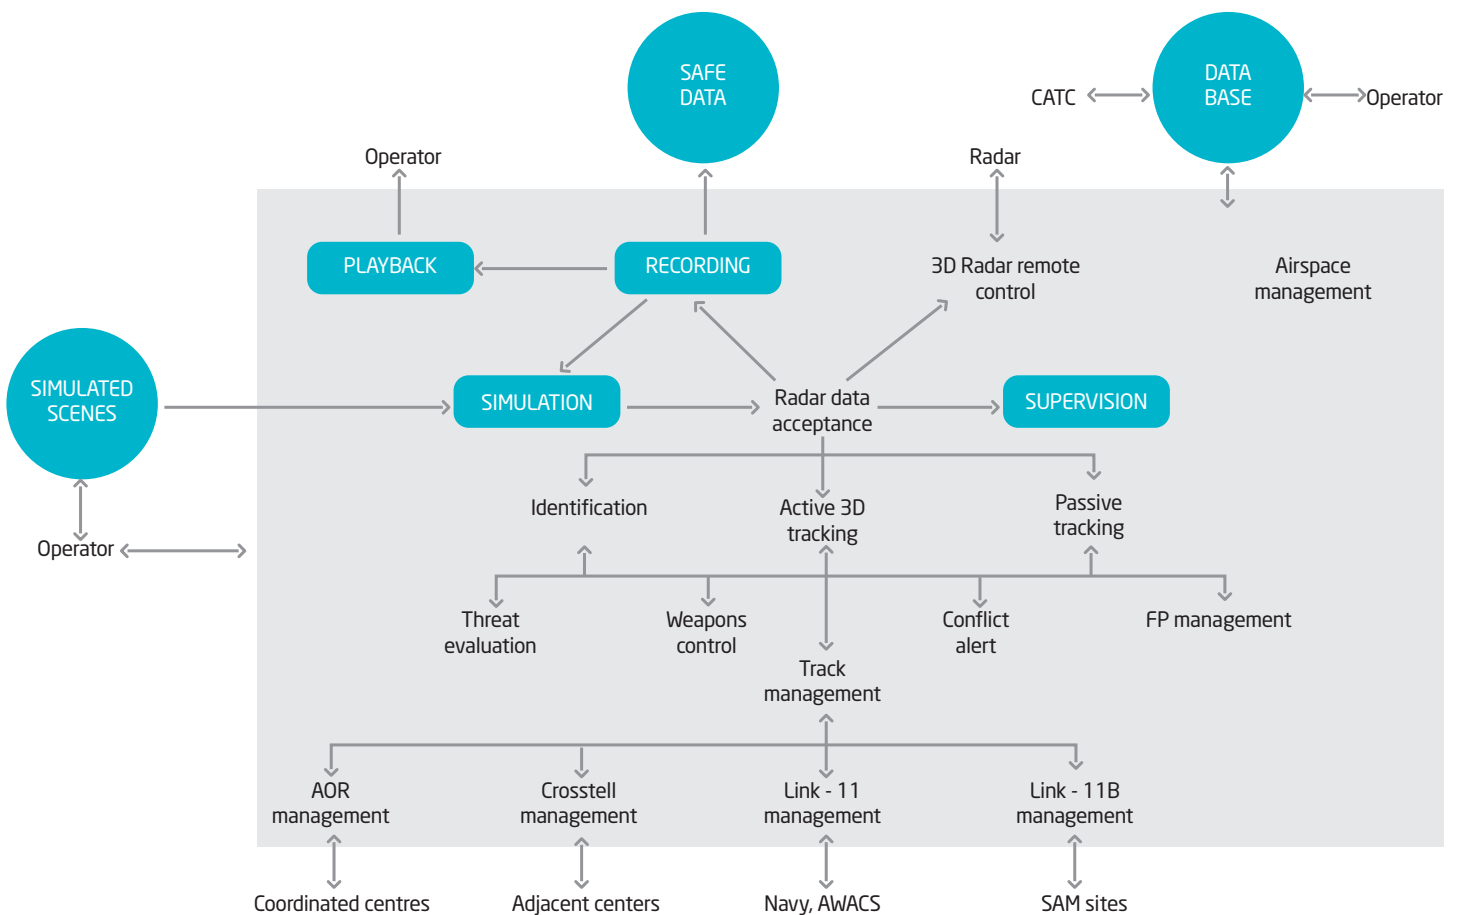 SAFE
DATA
DATA
BASE
CATC
Operator
Operator
Radar
PLAYBACK
RECORDING
3D Radar remote
control
Airspace
management
SIMULATED
SCENES
SIMULATION
Radar data
acceptance
SUPERVISION
Identification
Active 3D
tracking
Passive
tracking
Operator
Threat
evaluation
Weapons
control
Conflict
alert
FP management
Track
management
AOR
management
Crosstell
management
Link - 11
management
Link - 11B
management
Coordinated centres
Adjacent centers
Navy, AWACS
SAM sites